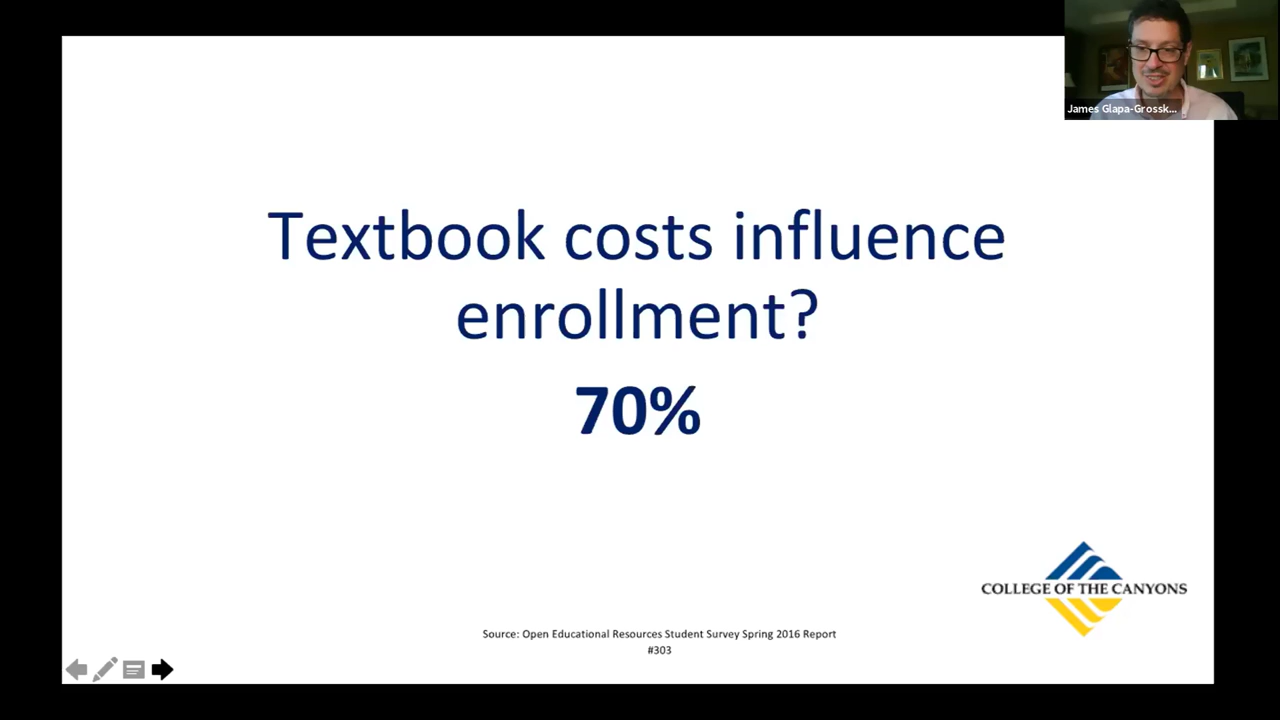 James Glapa-Grossk...
Textbook costs influence
enrollment?
70%
COLLEGE OF THE CANYONS
Source: Open Educational Resources Student Survey Spring 2016 Report
#303